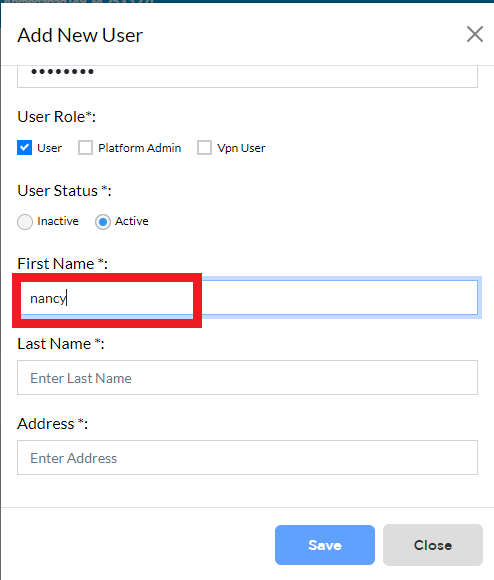 Add New User
••••••••
User Role*:
User Platform Admin Vpn User
User Status *:
Inactive Active
First Name *:
nancy
Last Name *:
Enter Last Name
Address *:
Enter Address
Save Close